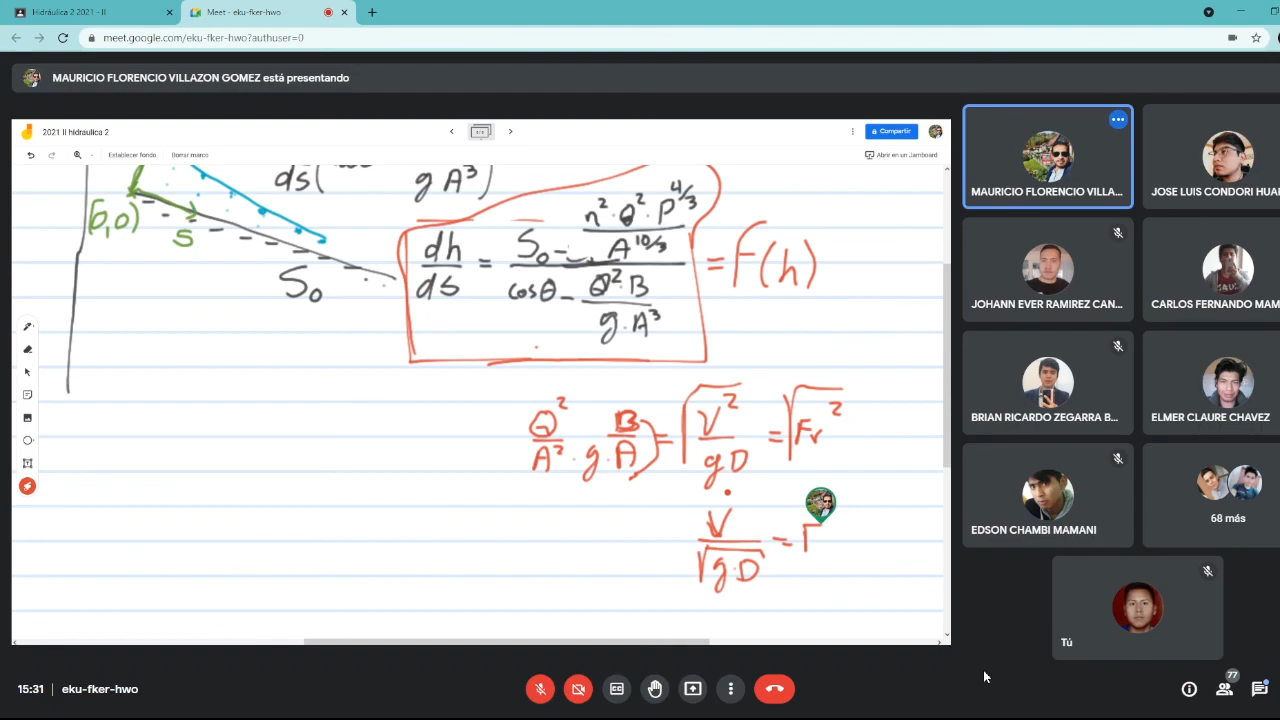 Hidráulica 2 2021 - II
Meet - eku-fker-hwo
meet.google.com/eku-fker-hwo?authuser=0
MAURICIO FLORENCIO VILLAZON GOMEZ está presentando
2021 II hidraulica 2
1/1
Compartir
Establecer fondo
Borrar marco
Abrir en un Jamboard
ds(
gA³)
(0,0)
S
S₀
dh/ds = (S₀ - n²·Q²·P^4/3 / A^10/3) / (cosθ - Q²·B / g·A³) = F(h)
Q²/A²·g·B/A) = √V²/gD = √Fr²
V/√g·D = F
MAURICIO FLORENCIO VILLA...
JOSE LUIS CONDORI HUA
JOHANN EVER RAMIREZ CAN...
CARLOS FERNANDO MAM
BRIAN RICARDO ZEGARRA B...
ELMER CLAURE CHAVEZ
EDSON CHAMBI MAMANI
68 más
Tú
15:31
eku-fker-hwo
77